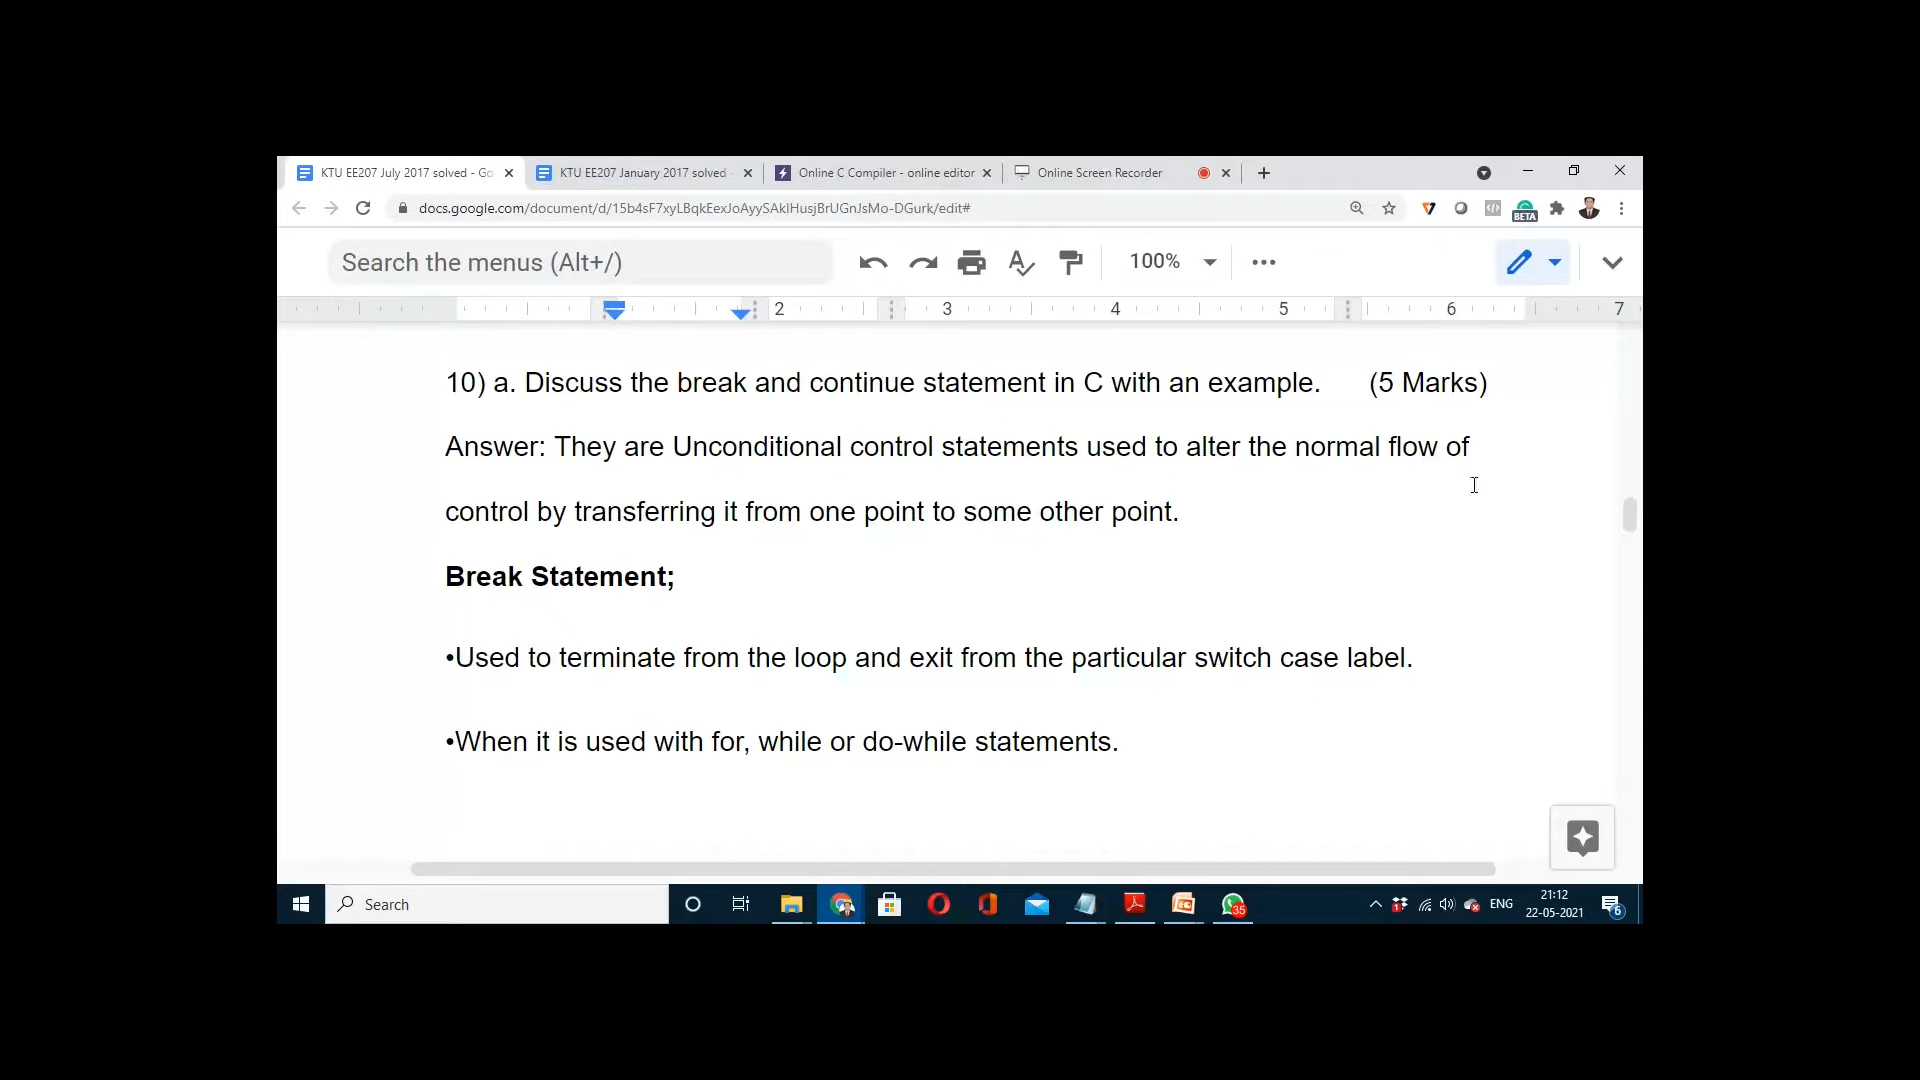 KTU EE207 July 2017 solved - Go
KTU EE207 January 2017 solved -
Online C Compiler - online editor
Online Screen Recorder
docs.google.com/document/d/15b4sF7xyLBqkEexJoAyySAkIHusjBrUGnJsMo-DGurk/edit#
BETA
Search the menus (Alt+/)
100%
2 3 4 5 6 7
10) a. Discuss the break and continue statement in C with an example. (5 Marks)
Answer: They are Unconditional control statements used to alter the normal flow of
control by transferring it from one point to some other point.
Break Statement;
•Used to terminate from the loop and exit from the particular switch case label.
•When it is used with for, while or do-while statements.
Search
35
ENG
21:12
22-05-2021
6